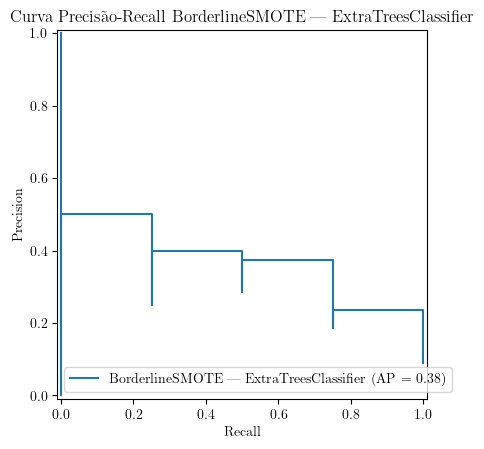 Curva Precisão-Recall BorderlineSMOTE — ExtraTreesClassifier
1.0
0.8
0.6
0.4
0.2
0.0
Precision
BorderlineSMOTE — ExtraTreesClassifier (AP = 0.38)
0.0 0.2 0.4 0.6 0.8 1.0
Recall